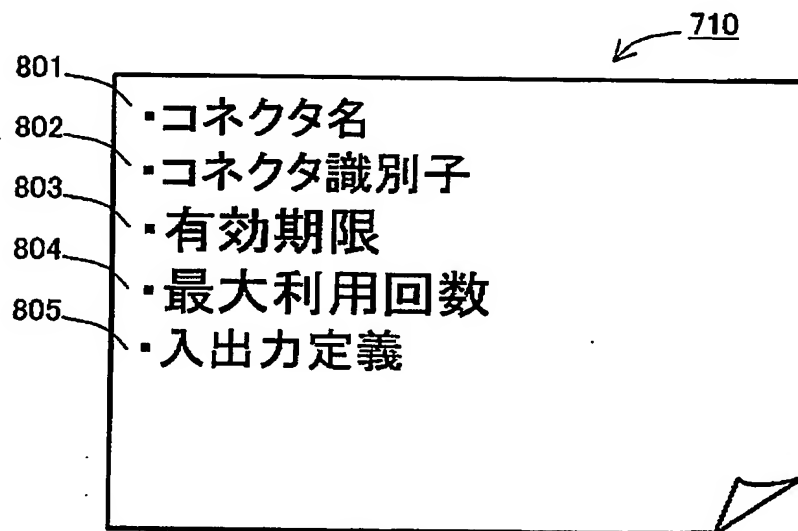 710
801 ・コネクタ名
802 ・コネクタ識別子
803 ・有効期限
804 ・最大利用回数
805 ・入出力定義